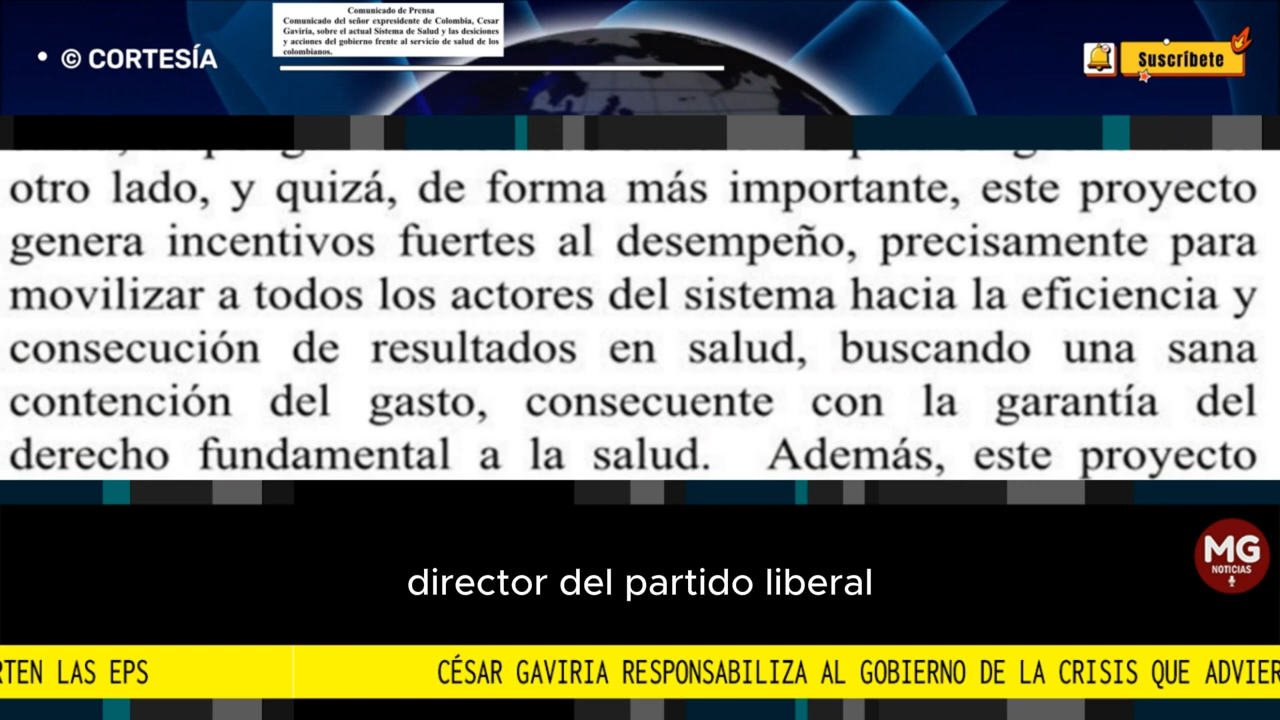 Comunicado de Prensa
Comunicado del señor expresidente de Colombia, Cesar
Gaviria, sobre el actual Sistema de Salud y las desiciones
y acciones del gobierno frente al servicio de salud de los
colombianos.
• © CORTESÍA
Suscríbete
otro lado, y quizá, de forma más importante, este proyecto
genera incentivos fuertes al desempeño, precisamente para
movilizar a todos los actores del sistema hacia la eficiencia y
consecución de resultados en salud, buscando una sana
contención del gasto, consecuente con la garantía del
derecho fundamental a la salud. Además, este proyecto
MG
NOTICIAS
director del partido liberal
RTEN LAS EPS
CÉSAR GAVIRIA RESPONSABILIZA AL GOBIERNO DE LA CRISIS QUE ADVIER